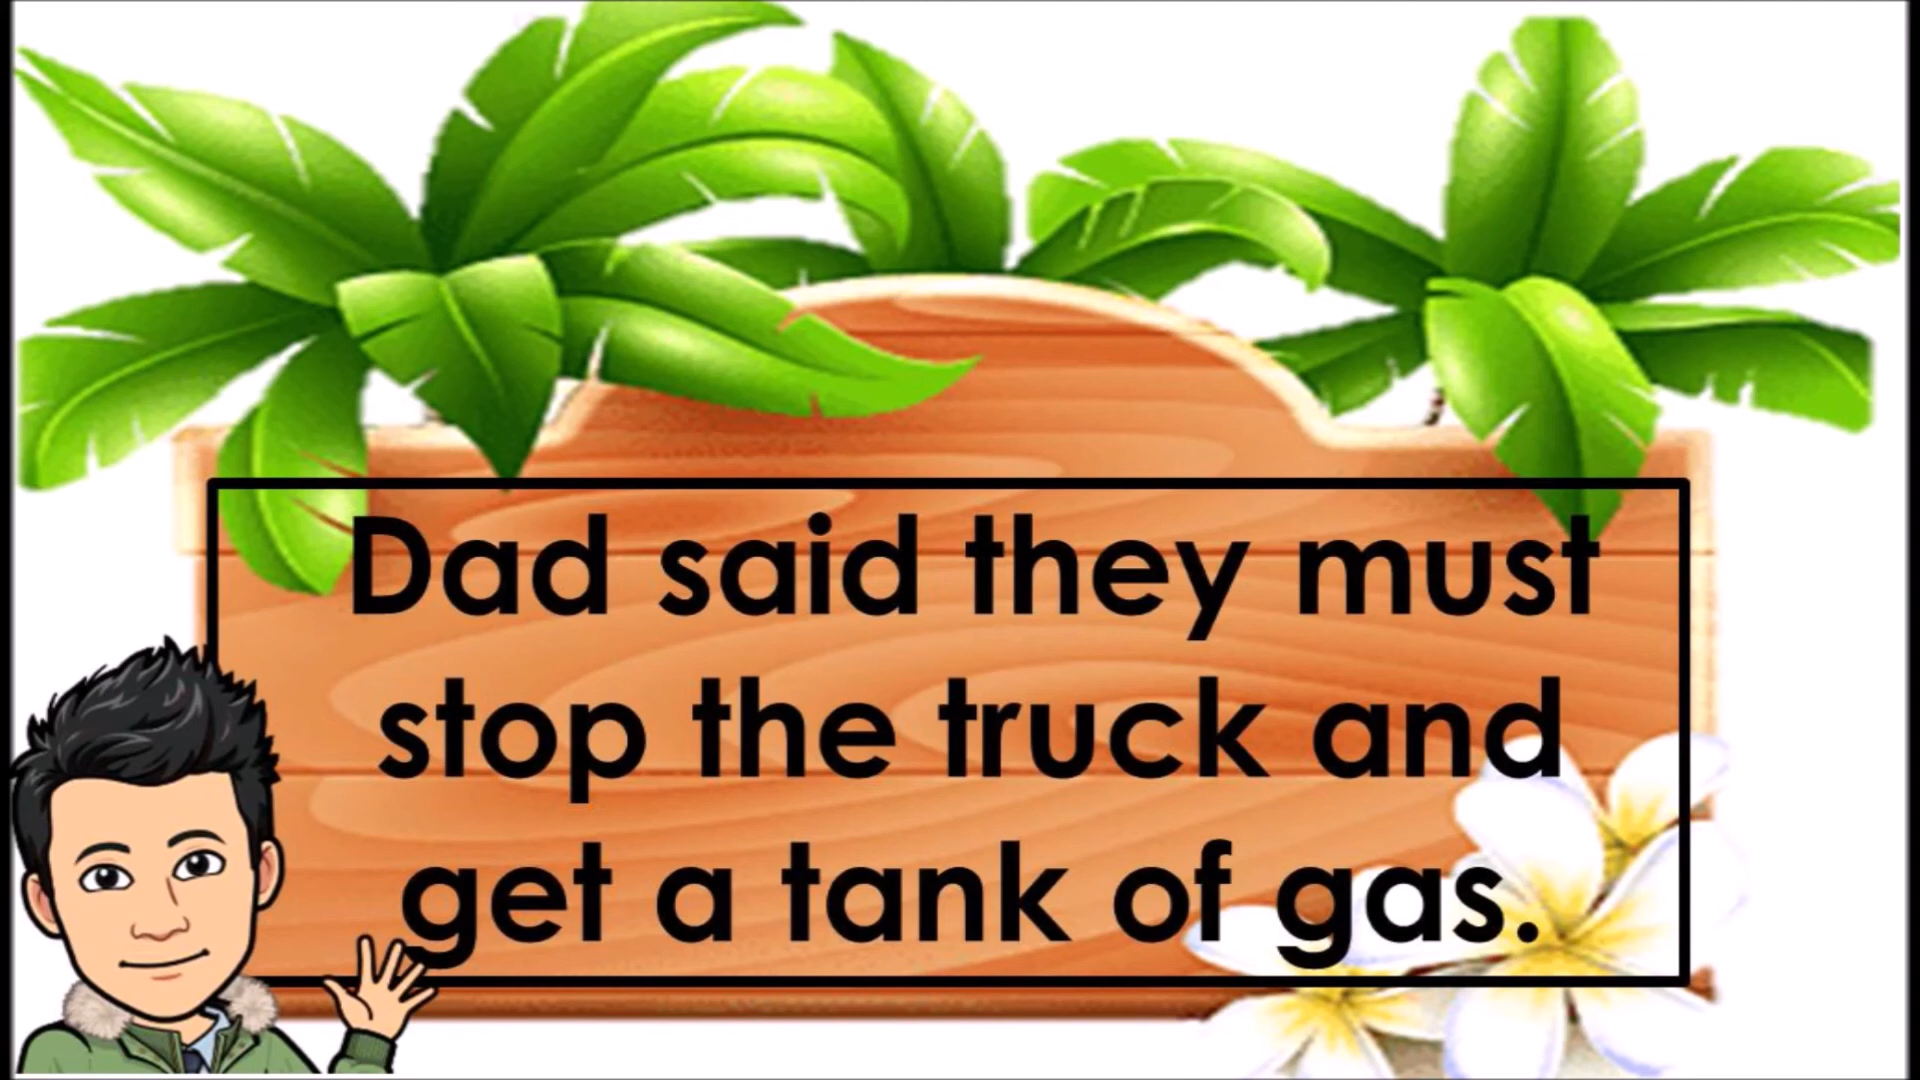 Dad said they must
stop the truck and
get a tank of gas.